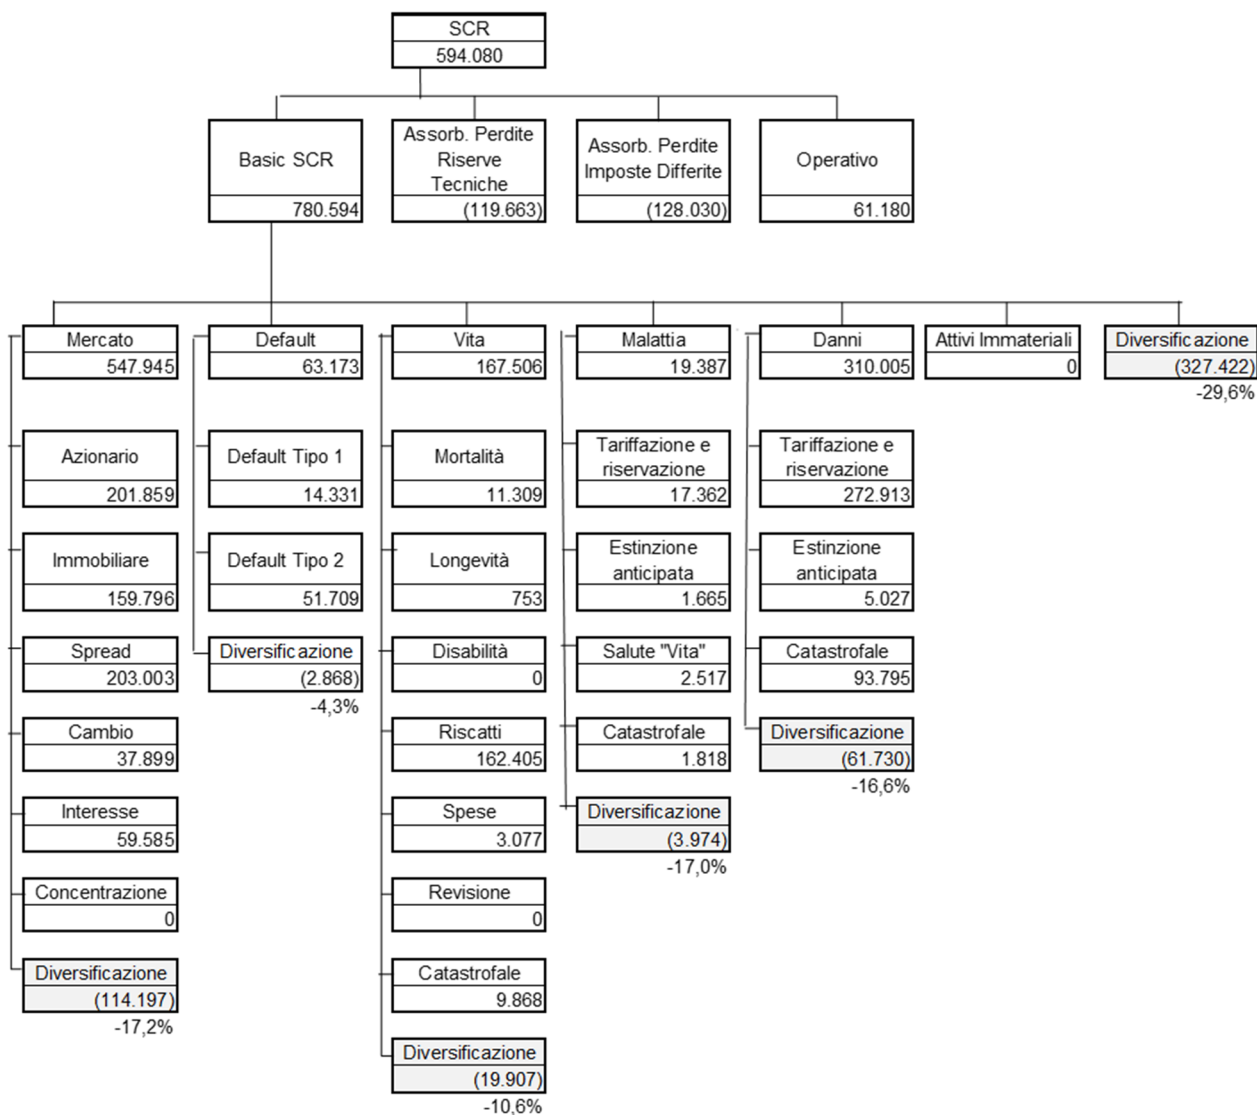 SCR
594.080
Basic SCR
780.594
Assorb. Perdite
Riserve
Tecniche
(119.663)
Assorb. Perdite
Imposte Differite
(128.030)
Operativo
61.180
Mercato
547.945
Default
63.173
Vita
167.506
Malattia
19.387
Danni
310.005
Attivi Immateriali
0
Diversificazione
(327.422)
-29,6%
Azionario
201.859
Immobiliare
159.796
Spread
203.003
Cambio
37.899
Interesse
59.585
Concentrazione
0
Diversificazione
(114.197)
-17,2%
Default Tipo 1
14.331
Default Tipo 2
51.709
Diversificazione
(2.868)
-4,3%
Mortalità
11.309
Longevità
753
Disabilità
0
Riscatti
162.405
Spese
3.077
Revisione
0
Catastrofale
9.868
Diversificazione
(19.907)
-10,6%
Tariffazione e
riservazione
17.362
Estinzione
anticipata
1.665
Salute "Vita"
2.517
Catastrofale
1.818
Diversificazione
(3.974)
-17,0%
Tariffazione e
riservazione
272.913
Estinzione
anticipata
5.027
Catastrofale
93.795
Diversificazione
(61.730)
-16,6%